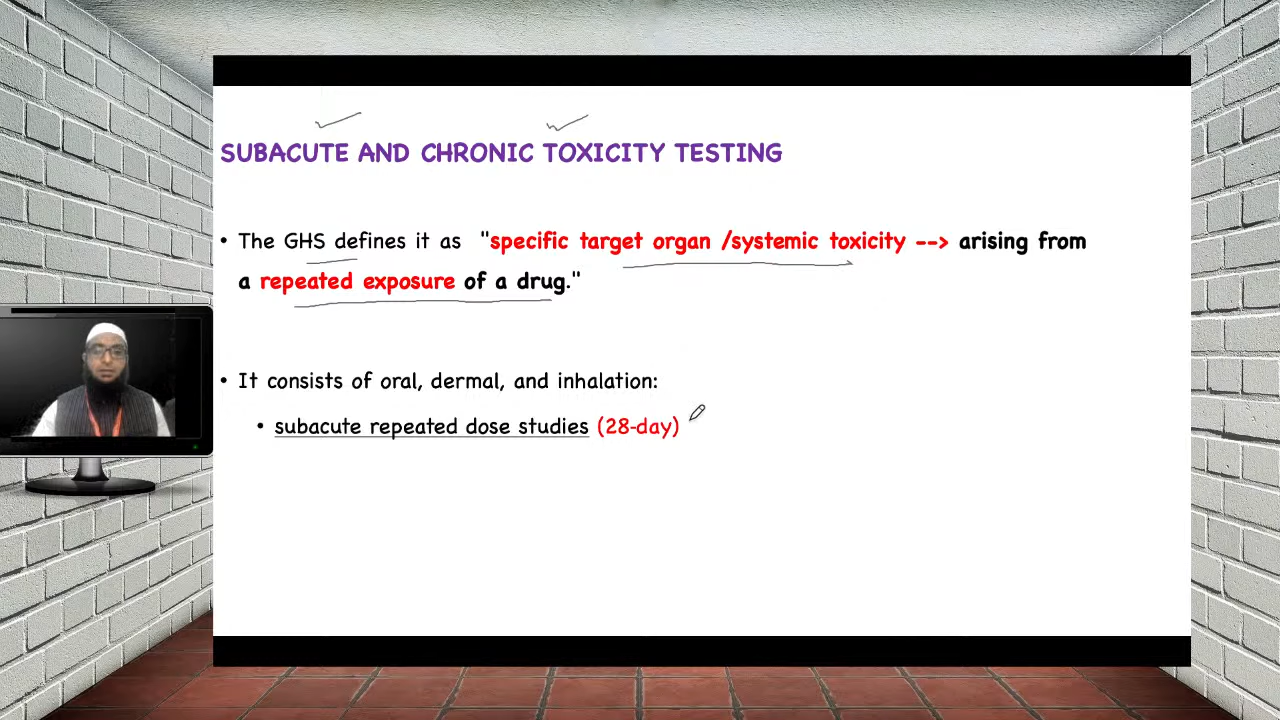 SUBACUTE AND CHRONIC TOXICITY TESTING
• The GHS defines it as "specific target organ /systemic toxicity --> arising from
a repeated exposure of a drug."
• It consists of oral, dermal, and inhalation:
• subacute repeated dose studies (28-day)